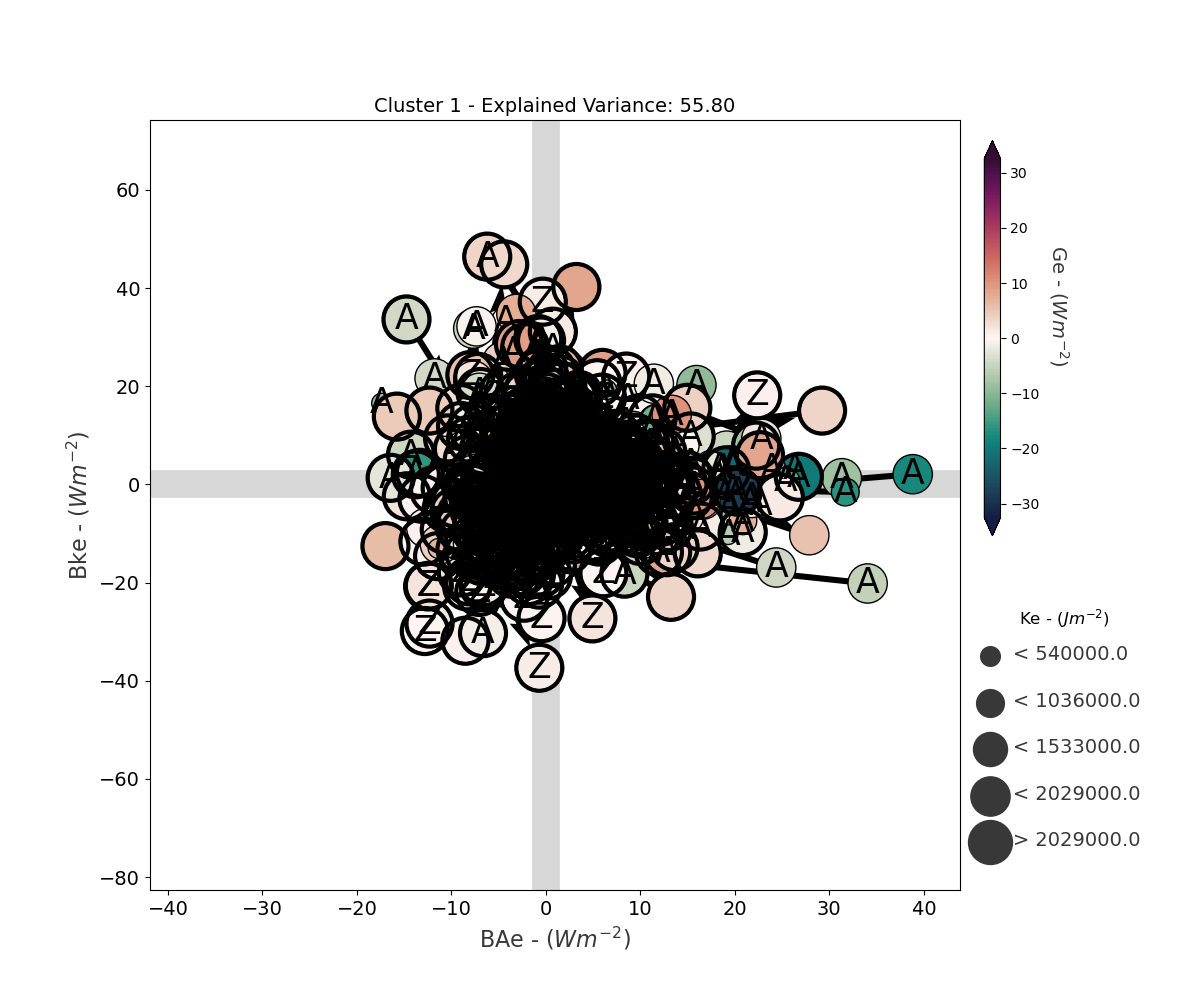 Cluster 1 - Explained Variance: 55.80
Bke - (Wm⁻²)
60
40
20
0
−20
−40
−60
−80
−40
−30
−20
−10
0
10
20
30
40
BAe - (Wm⁻²)
A
A
Z
A
A
A
Z
A
A
Z
A
A
A
A
A
A
A
A
Z
Z
A
Z
Z
Z
30
20
10
0
−10
−20
−30
Ge - (Wm⁻²)
Ke - (Jm⁻²)
< 540000.0
< 1036000.0
< 1533000.0
< 2029000.0
> 2029000.0